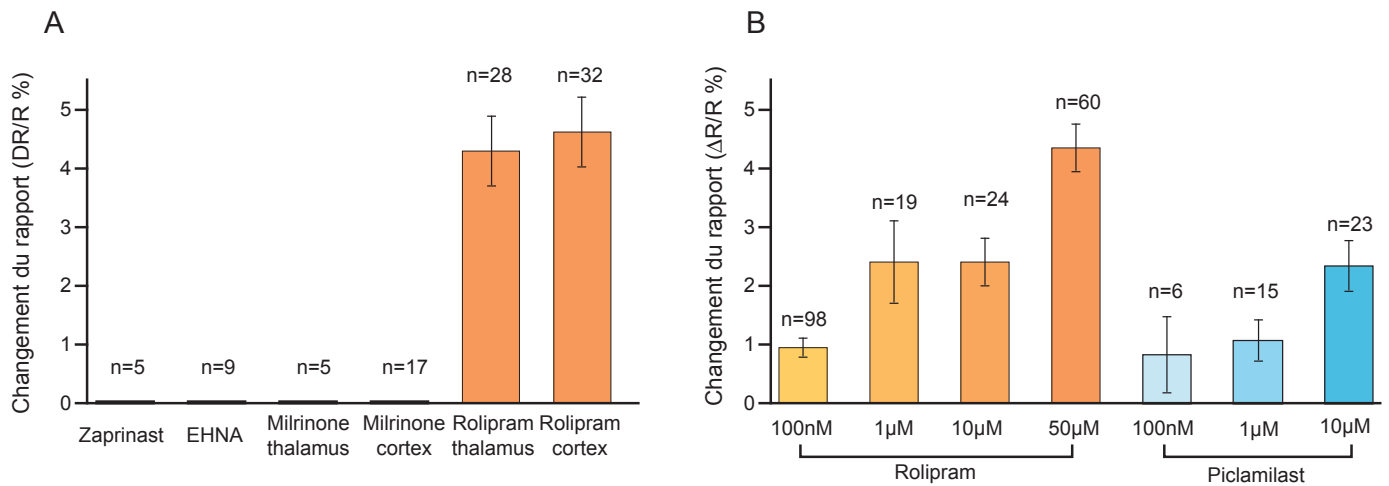 A
Changement du rapport (DR/R %)
5
4
3
2
1
0
n=5
n=9
n=5
n=17
n=28
n=32
Zaprinast
EHNA
Milrinone
thalamus
Milrinone
cortex
Rolipram
thalamus
Rolipram
cortex
B
Changement du rapport (ΔR/R %)
5
4
3
2
1
0
n=98
n=19
n=24
n=60
n=6
n=15
n=23
100nM
1µM
10µM
50µM
100nM
1µM
10µM
Rolipram
Piclamilast